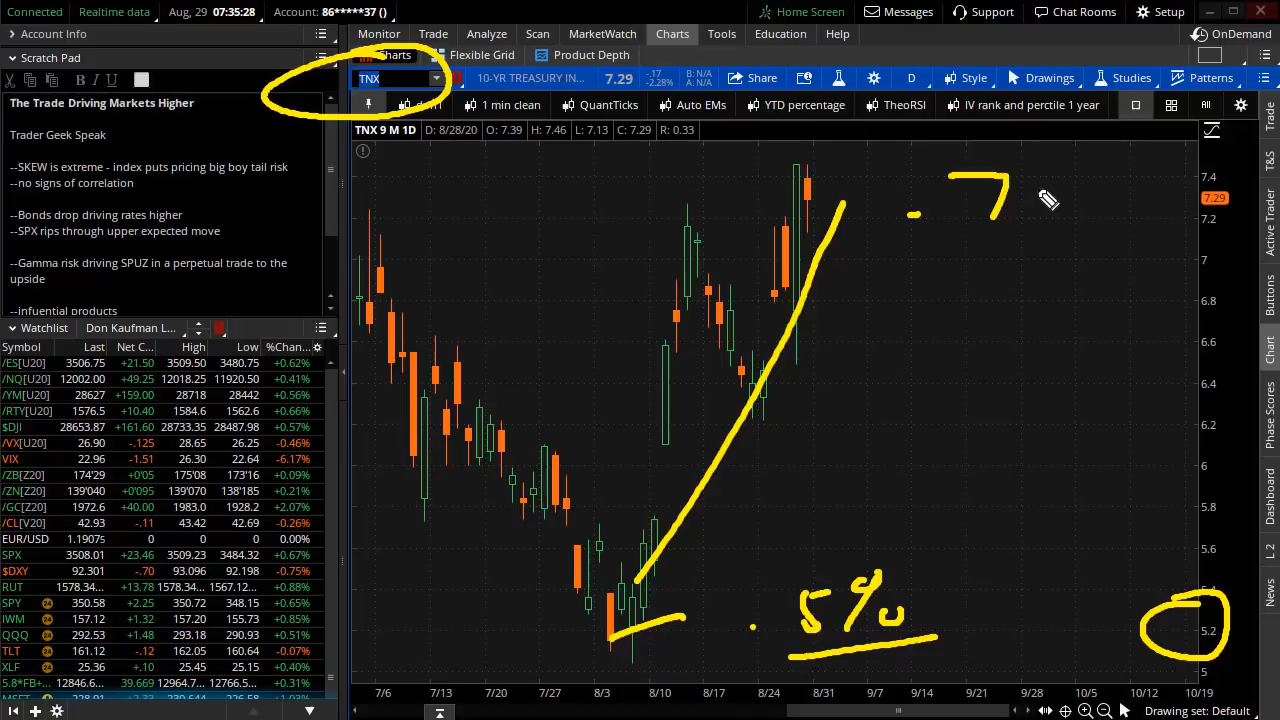 Connected Realtime data Aug, 29 07:35:28 Account: 86*****37 () Home Screen Messages Support Chat Rooms Setup
Account Info Monitor Trade Analyze Scan MarketWatch Charts Tools Education Help OnDemand
Scratch Pad Charts Flexible Grid Product Depth
B I U TNX 10-YR TREASURY IN... 7.29 -.17 -2.28% B: N/A A: N/A Share D Style Drawings Studies Patterns
1 min clean QuantTicks Auto EMs YTD percentage TheoRSI IV rank and perctile 1 year All
TNX 9 M 1D D: 8/28/20 O: 7.39 H: 7.46 L: 7.13 C: 7.29 R: 0.33
The Trade Driving Markets Higher
Trader Geek Speak
--SKEW is extreme - index puts pricing big boy tail risk
--no signs of correlation
--Bonds drop driving rates higher
--SPX rips through upper expected move
--Gamma risk driving SPUZ in a perpetual trade to the
upside
--infuential products
Watchlist Don Kaufman L...
Symbol Last Net C... High Low %Chan...
/ES[U20] 3506.75 +21.50 3509.50 3480.75 +0.62%
/NQ[U20] 12002.00 +49.25 12018.25 11920.50 +0.41%
/YM[U20] 28627 +159.00 28718 28442 +0.56%
/RTY[U20] 1576.5 +10.40 1584.6 1562.6 +0.66%
$DJI 28653.87 +161.60 28733.35 28487.98 +0.57%
/VX[U20] 26.90 -.125 28.65 26.25 -0.46%
VIX 22.96 -1.51 26.30 22.64 -6.17%
/ZB[Z20] 174'29 +0'05 175'08 173'16 +0.09%
/ZN[Z20] 139'040 +0'095 139'070 138'185 +0.21%
/GC[Z20] 1972.6 +40.00 1983.0 1928.2 +2.07%
/CL[V20] 42.93 -.11 43.42 42.69 -0.26%
EUR/USD 1.1907s 0 0 0 0.00%
SPX 3508.01 +23.46 3509.23 3484.32 +0.67%
$DXY 92.301 -.70 93.096 92.198 -0.75%
RUT 1578.34... +13.78 1578.34... 1567.12... +0.88%
SPY 350.58 +2.25 350.72 348.15 +0.65%
IWM 157.12 +1.32 157.20 155.73 +0.85%
QQQ 292.53 +1.48 293.18 290.93 +0.51%
TLT 161.12 -.12 162.05 160.64 -0.07%
XLF 25.36 +.10 25.45 25.15 +0.40%
5.8*FB+... 12846.6... 39.669 12964.7... 12766.5... +0.31%
7.4
7.29
7.2
7
6.8
6.6
6.4
6.2
6
5.8
5.6
5.4
5.2
5
.7
.5%
7/6 7/13 7/20 7/27 8/3 8/10 8/17 8/24 8/31 9/7 9/14 9/21 9/28 10/5 10/12 10/19
Drawing set: Default
Trade
T&S
Active Trader
Buttons
Chart
Phase Scores
Dashboard
L 2
News